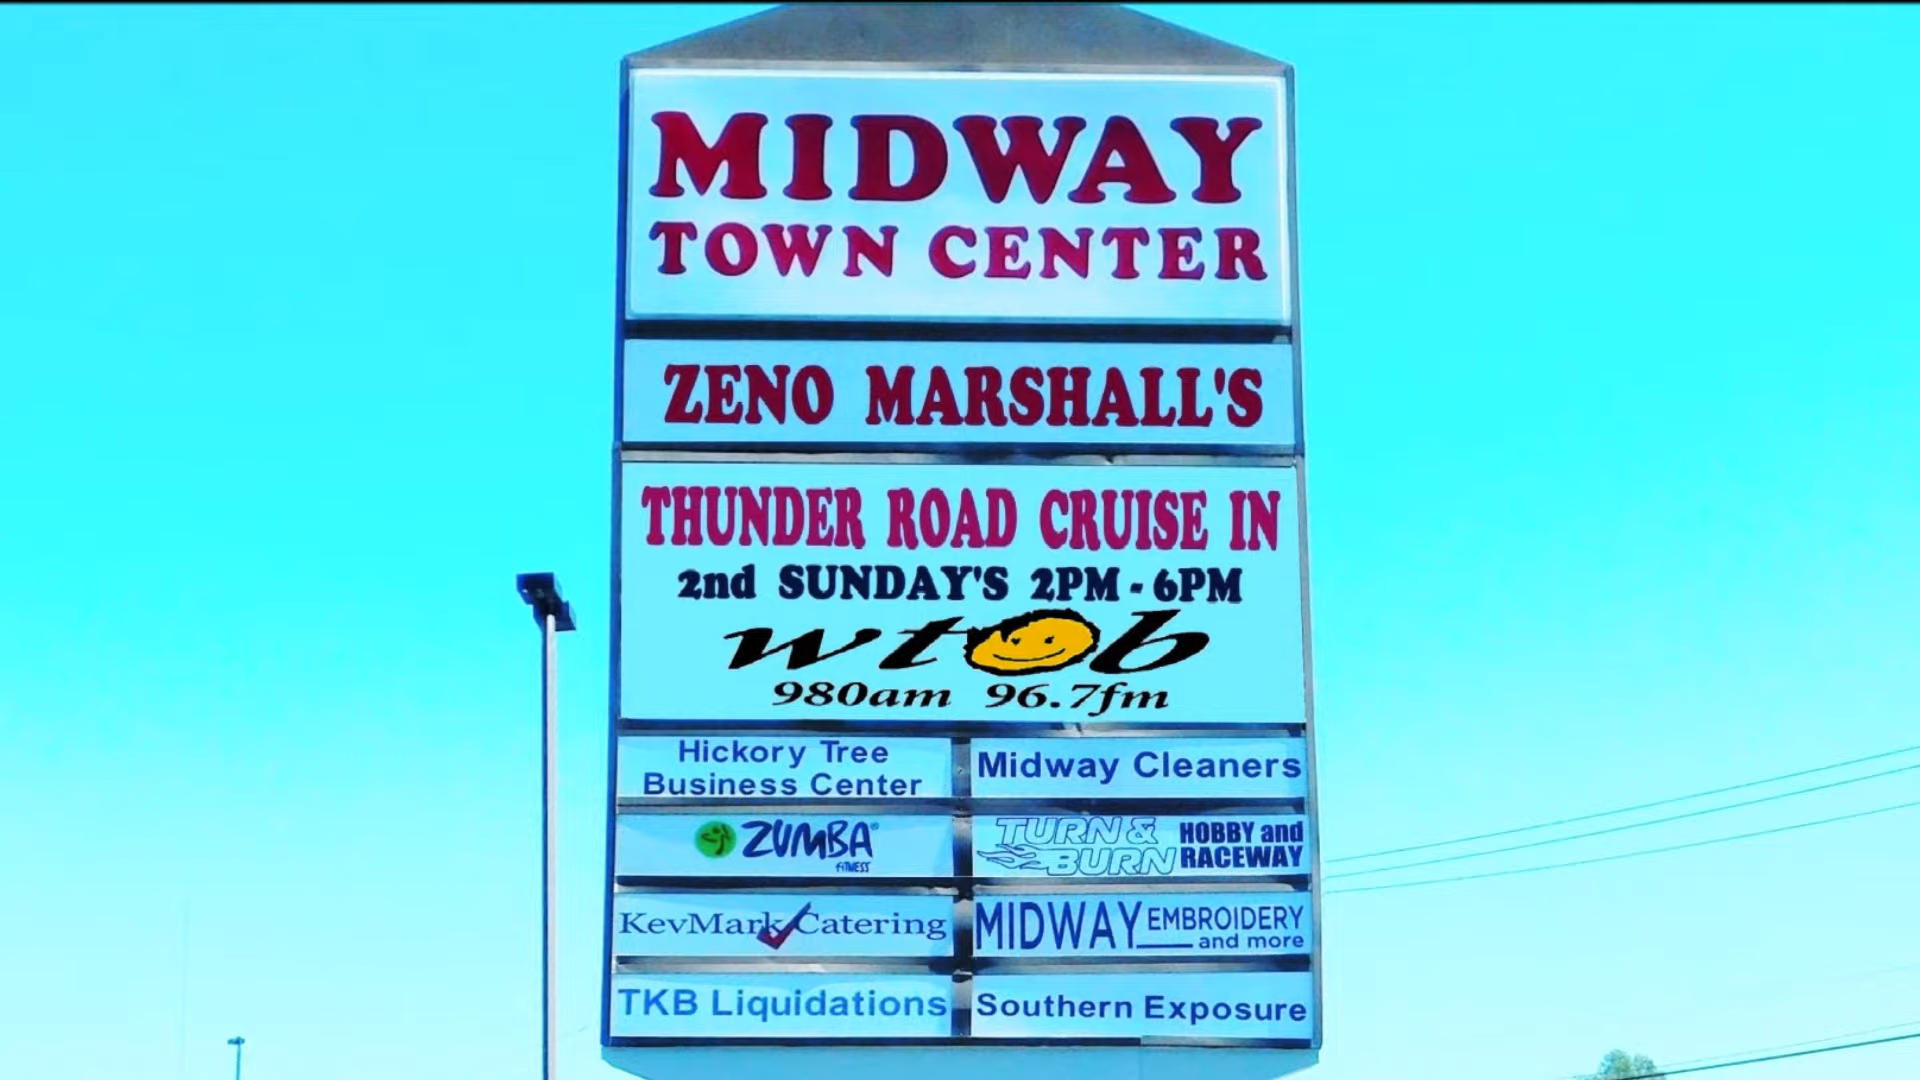 MIDWAY
TOWN CENTER
ZENO MARSHALL'S
THUNDER ROAD CRUISE IN
2nd SUNDAY'S 2PM - 6PM
wtob
980am 96.7fm
Hickory Tree
Business Center
Midway Cleaners
ZUMBA®
FITNESS
TURN &
BURN
HOBBY and
RACEWAY
KevMark Catering
MIDWAY EMBROIDERY
and more
TKB Liquidations
Southern Exposure